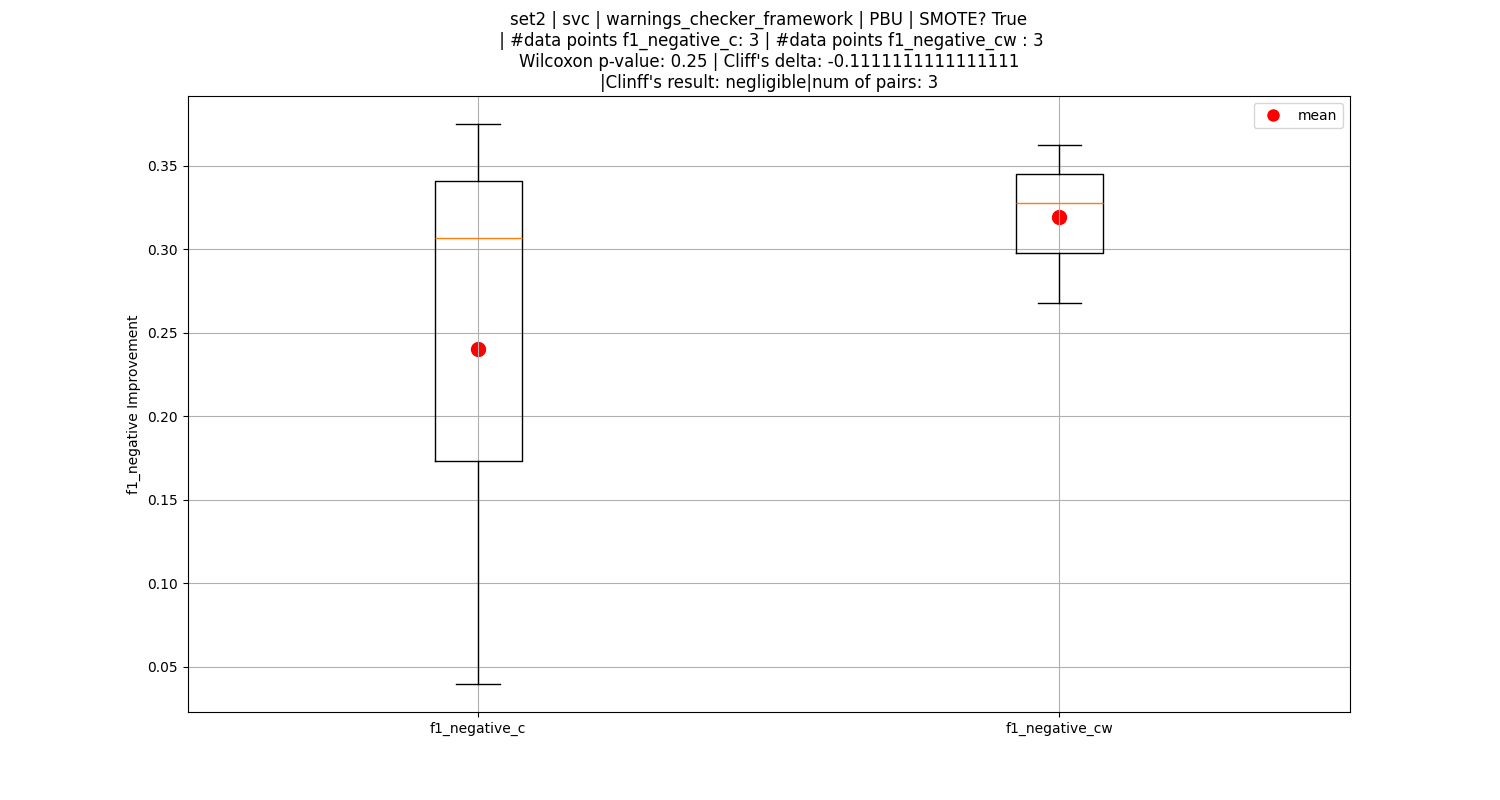 set2 | svc | warnings_checker_framework | PBU | SMOTE? True
| #data points f1_negative_c: 3 | #data points f1_negative_cw : 3
Wilcoxon p-value: 0.25 | Cliff's delta: -0.1111111111111111
|Clinff's result: negligible|num of pairs: 3
mean
0.35
0.30
0.25
0.20
0.15
0.10
0.05
f1_negative Improvement
f1_negative_c
f1_negative_cw